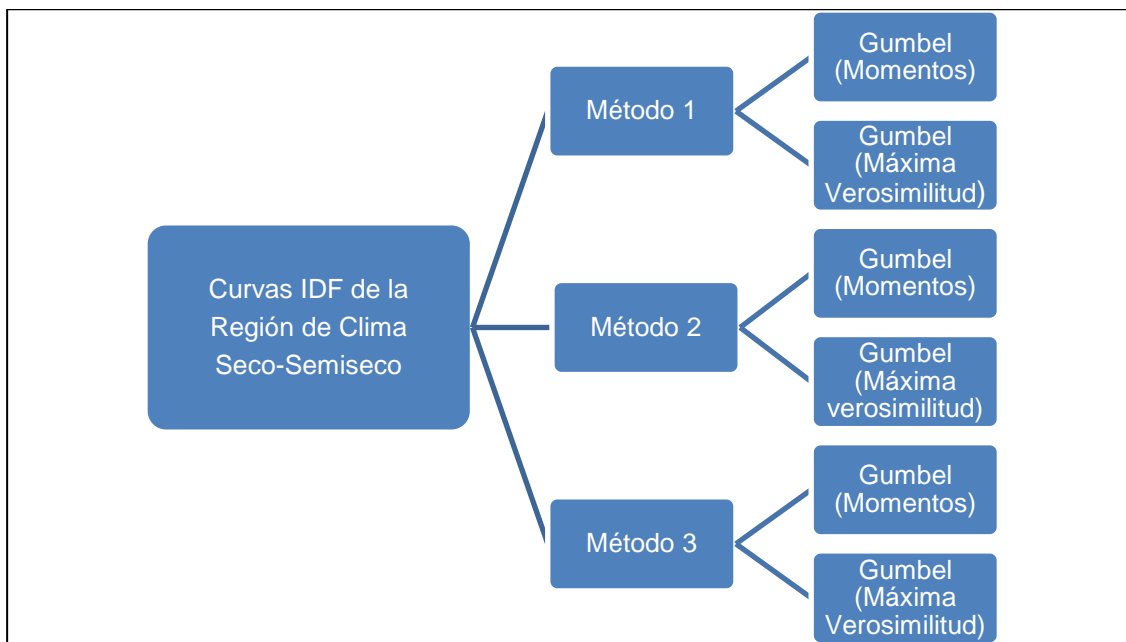 Curvas IDF de la
Región de Clima
Seco-Semiseco
Método 1
Gumbel
(Momentos)
Gumbel
(Máxima
Verosimilitud)
Método 2
Gumbel
(Momentos)
Gumbel
(Máxima
verosimilitud)
Método 3
Gumbel
(Momentos)
Gumbel
(Máxima
Verosimilitud)